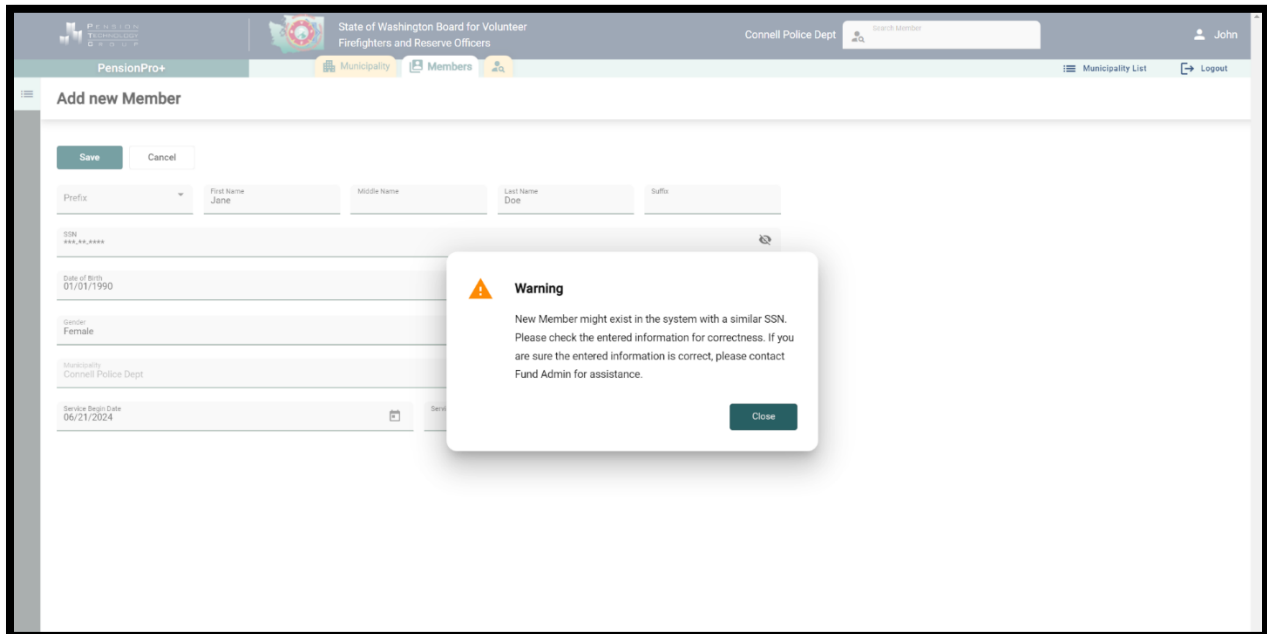 PENSION
TECHNOLOGY
GROUP
State of Washington Board for Volunteer
Firefighters and Reserve Officers
Connell Police Dept
Search Member
John
PensionPro+
Municipality
Members
Municipality List
Logout
Add new Member
Save
Cancel
Prefix
First Name
Jane
Middle Name
Last Name
Doe
Suffix
SSN
***-**-****
Date of Birth
01/01/1990
Gender
Female
Municipality
Connell Police Dept
Service Begin Date
06/21/2024
Servi
Warning
New Member might exist in the system with a similar SSN.
Please check the entered information for correctness. If you
are sure the entered information is correct, please contact
Fund Admin for assistance.
Close